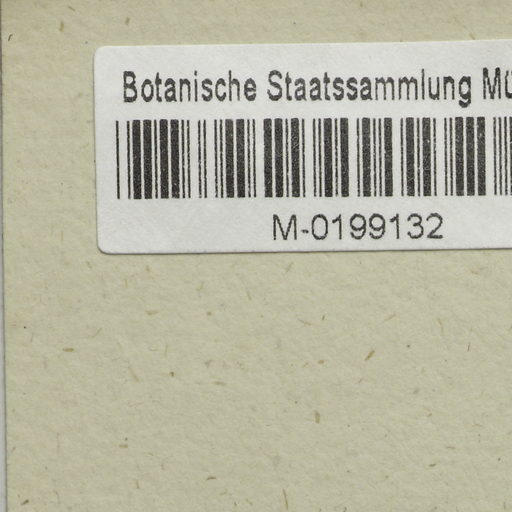 Botanische Staatssammlung Mü
M-0199132